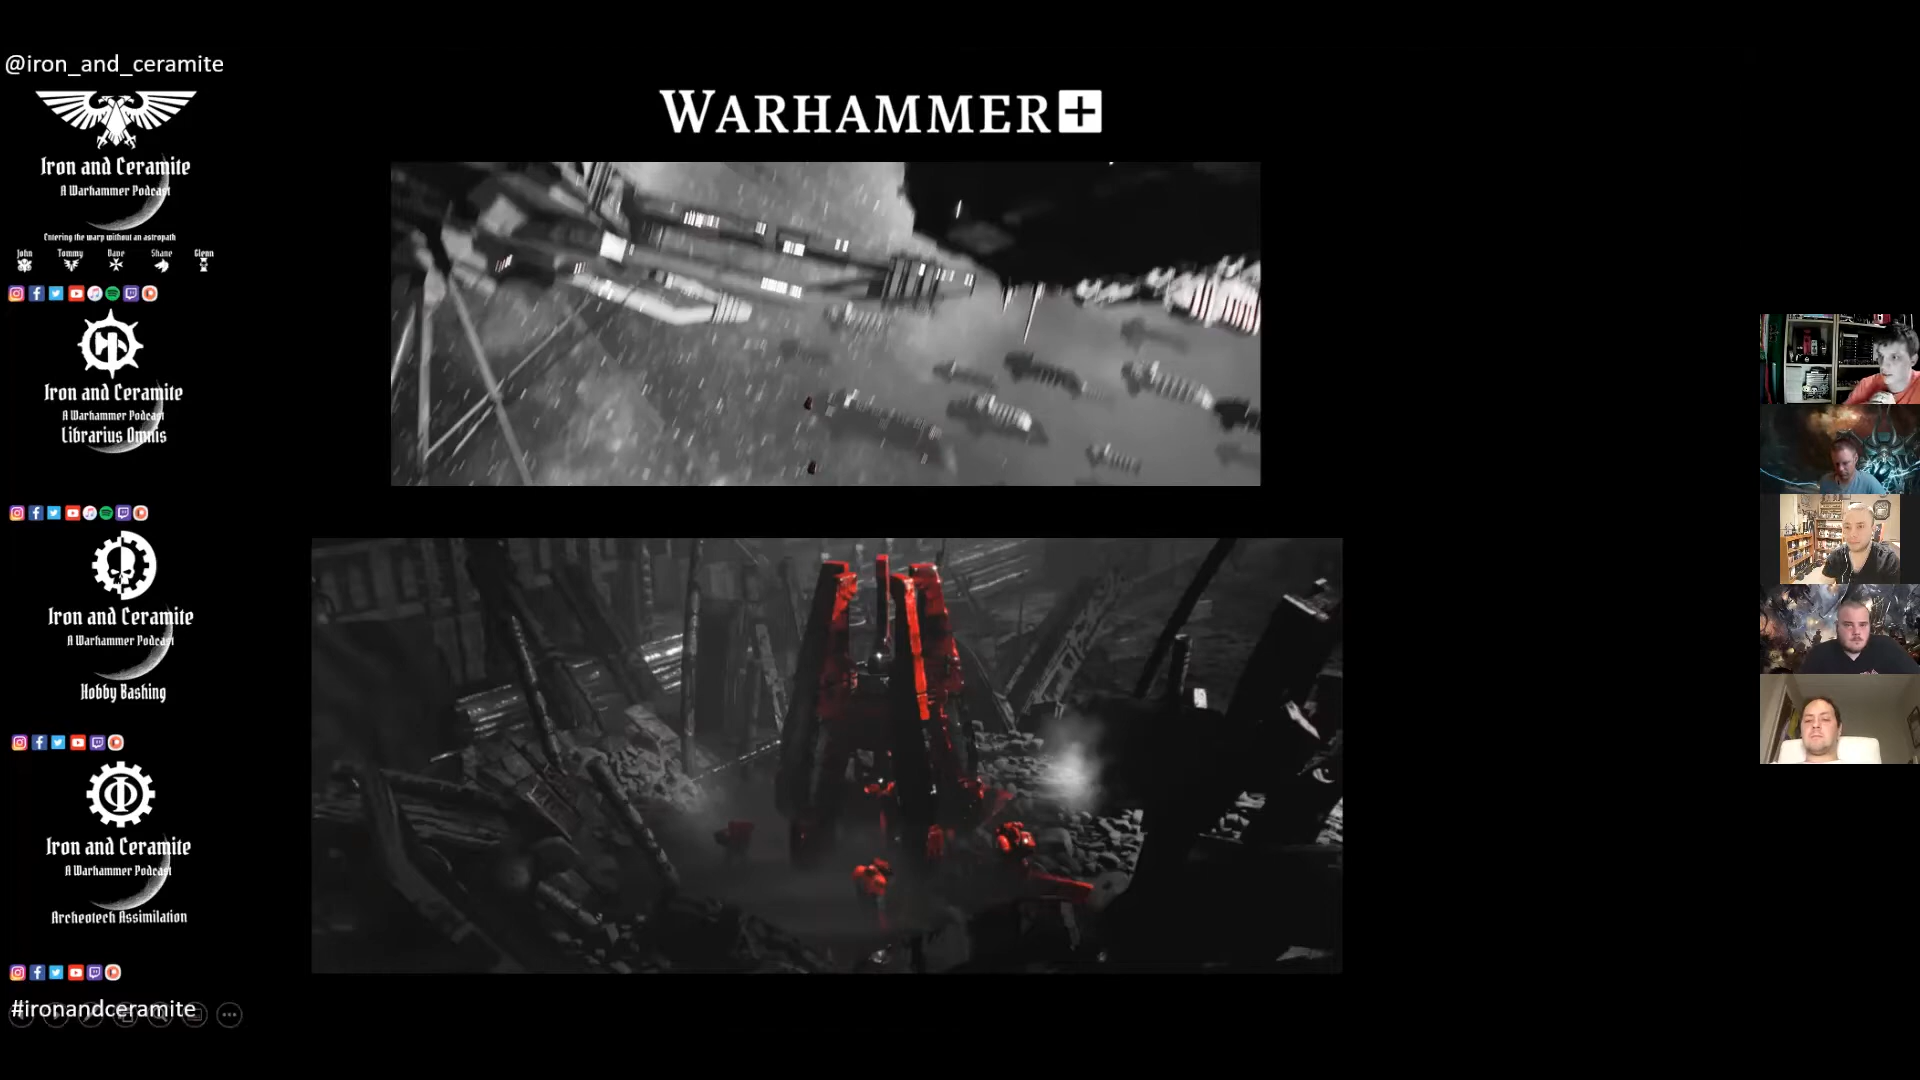 @iron_and_ceramite
WARHAMMER+
Iron and Ceramite
A Warhammer Podcast
Entering the warp without an astropath
John Tommy Dave Shane Glenn
Iron and Ceramite
A Warhammer Podcast
Librarius Omnis
Iron and Ceramite
A Warhammer Podcast
Hobby Bashing
Iron and Ceramite
A Warhammer Podcast
Archeotech Assimilation
#ironandceramite